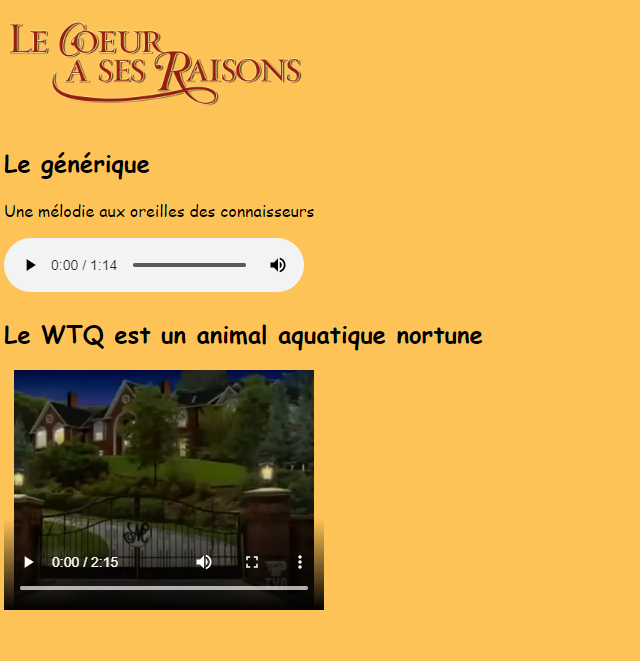 LE COEUR
A SES RAISONS
Le générique
Une mélodie aux oreilles des connaisseurs
0:00 / 1:14
Le WTQ est un animal aquatique nortune
M
0:00 / 2:15
TVA